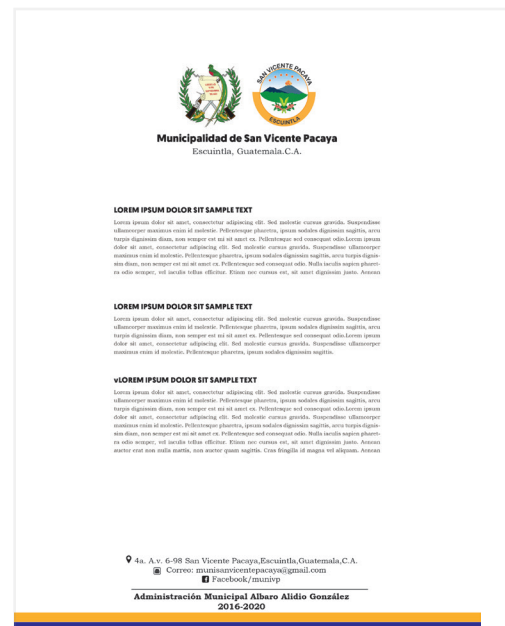 SAN VICENTE PACAYA
ESCUINTLA
Municipalidad de San Vicente Pacaya
Escuintla, Guatemala.C.A.
LOREM IPSUM DOLOR SIT SAMPLE TEXT
Lorem ipsum dolor sit amet, consectetur adipiscing elit. Sed molestie cursus gravida. Suspendisse
ullamcorper maximus enim id molestie. Pellentesque pharetra, ipsum sodales dignissim sagittis, arcu
turpis dignissim diam, non semper est mi sit amet ex. Pellentesque sed consequat odio.Lorem ipsum
dolor sit amet, consectetur adipiscing elit. Sed molestie cursus gravida. Suspendisse ullamcorper
maximus enim id molestie. Pellentesque pharetra, ipsum sodales dignissim sagittis, arcu turpis dignis-
sim diam, non semper est mi sit amet ex. Pellentesque sed consequat odio. Nulla iaculis sapien pharet-
ra odio semper, vel iaculis tellus efficitur. Etiam nec cursus est, sit amet dignissim justo. Aenean
LOREM IPSUM DOLOR SIT SAMPLE TEXT
Lorem ipsum dolor sit amet, consectetur adipiscing elit. Sed molestie cursus gravida. Suspendisse
ullamcorper maximus enim id molestie. Pellentesque pharetra, ipsum sodales dignissim sagittis, arcu
turpis dignissim diam, non semper est mi sit amet ex. Pellentesque sed consequat odio.Lorem ipsum
dolor sit amet, consectetur adipiscing elit. Sed molestie cursus gravida. Suspendisse ullamcorper
maximus enim id molestie. Pellentesque pharetra, ipsum sodales dignissim sagittis.
vLOREM IPSUM DOLOR SIT SAMPLE TEXT
Lorem ipsum dolor sit amet, consectetur adipiscing elit. Sed molestie cursus gravida. Suspendisse
ullamcorper maximus enim id molestie. Pellentesque pharetra, ipsum sodales dignissim sagittis, arcu
turpis dignissim diam, non semper est mi sit amet ex. Pellentesque sed consequat odio.Lorem ipsum
dolor sit amet, consectetur adipiscing elit. Sed molestie cursus gravida. Suspendisse ullamcorper
maximus enim id molestie. Pellentesque pharetra, ipsum sodales dignissim sagittis, arcu turpis dignis-
sim diam, non semper est mi sit amet ex. Pellentesque sed consequat odio. Nulla iaculis sapien pharet-
ra odio semper, vel iaculis tellus efficitur. Etiam nec cursus est, sit amet dignissim justo. Aenean
auctor erat non nulla mattis, non auctor quam sagittis. Cras fringilla id magna vel aliquam. Aenean
4a. A.v. 6-98 San Vicente Pacaya,Escuintla,Guatemala,C.A.
Correo: munisanvicentepacaya@gmail.com
Facebook/munivp
Administración Municipal Albaro Alidio González
2016-2020